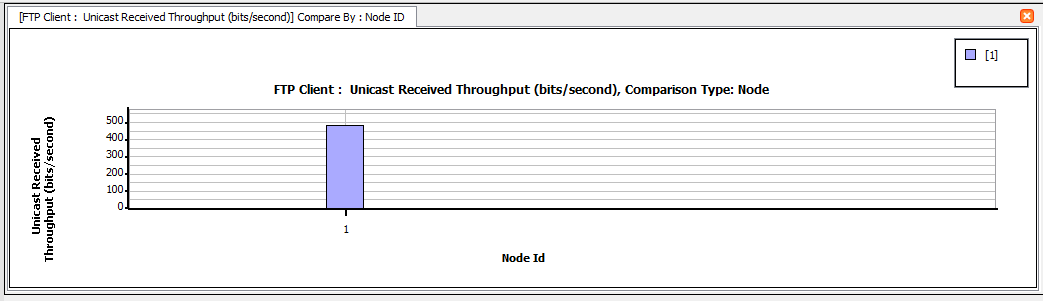 [FTP Client : Unicast Received Throughput (bits/second)] Compare By : Node ID
[1]
FTP Client : Unicast Received Throughput (bits/second), Comparison Type: Node
Unicast Received
Throughput (bits/second)
500
400
300
200
100
0
1
Node Id